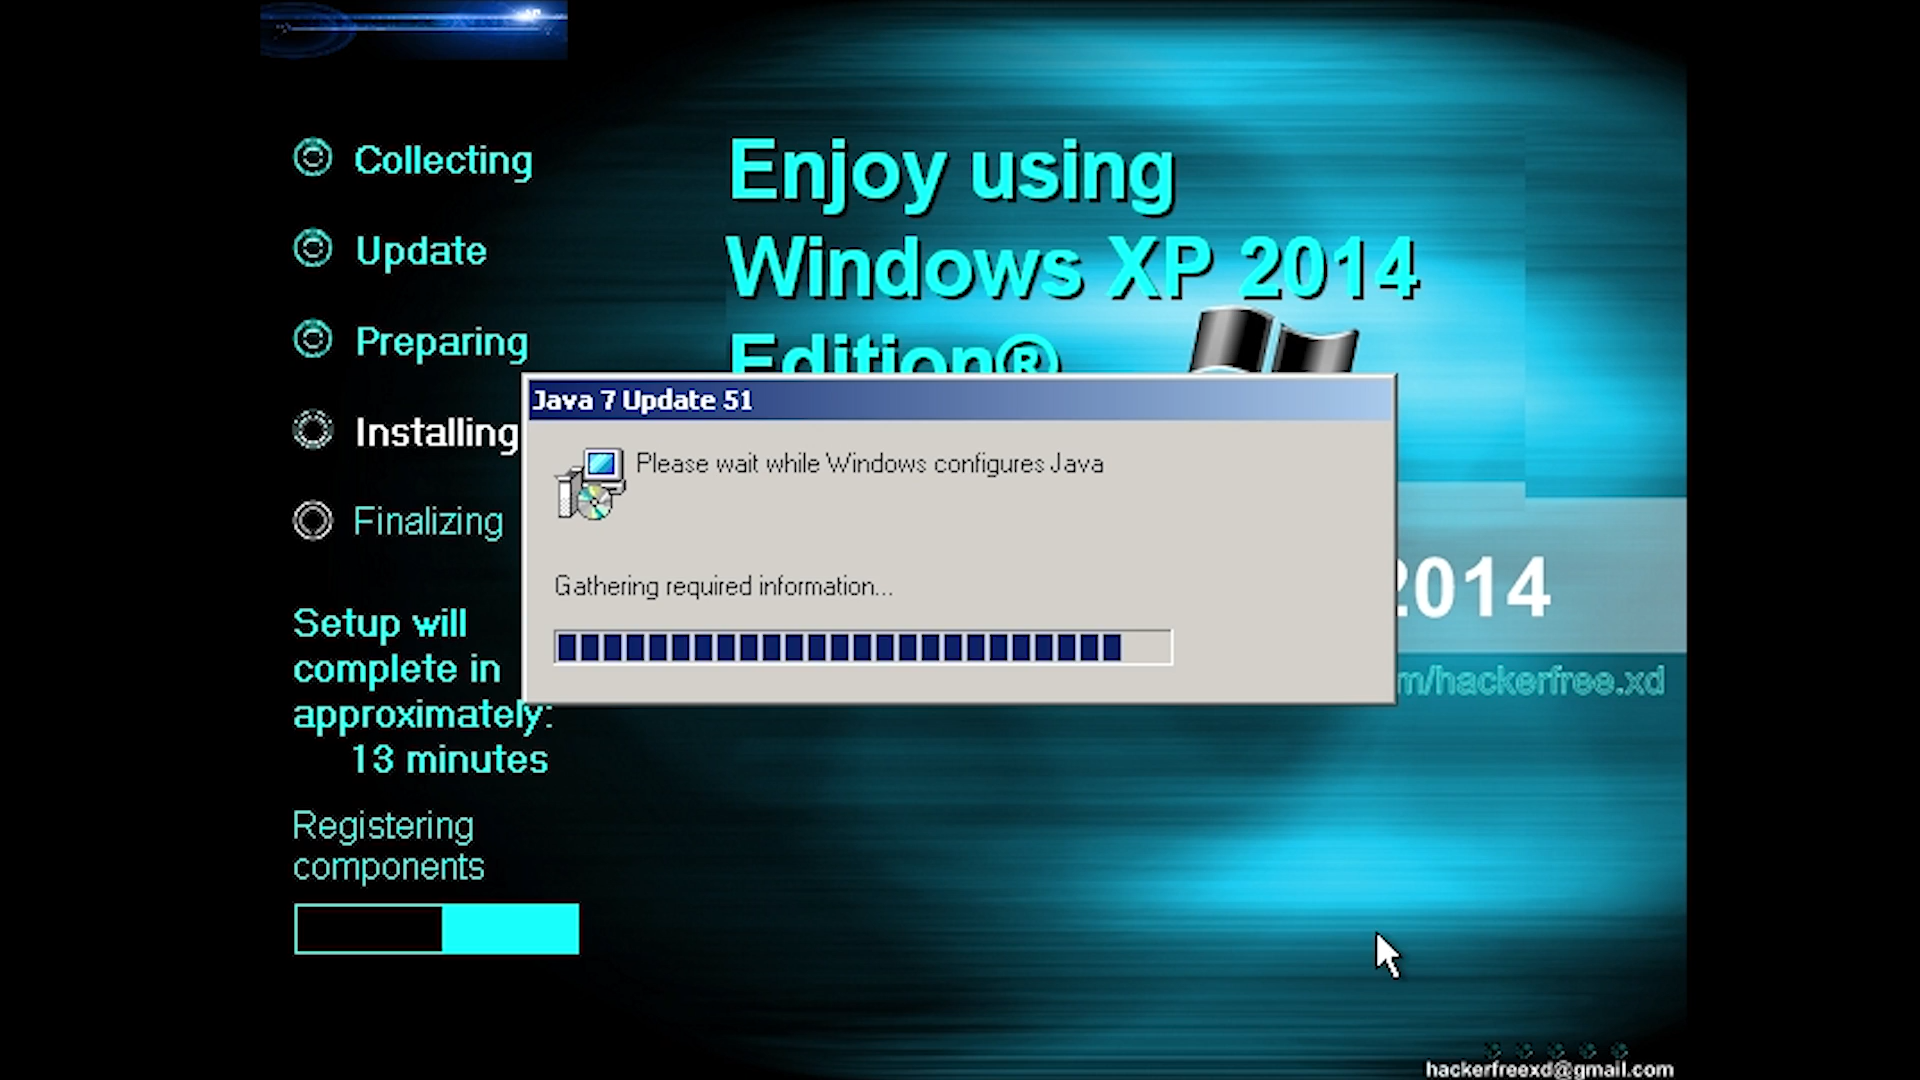 Collecting
Update
Preparing
Installing
Finalizing
Setup will
complete in
approximately:
13 minutes
Registering
components
Enjoy using
Windows XP 2014
Edition®
Java 7 Update 51
Please wait while Windows configures Java
Gathering required information...
2014
m/hackerfree.xd
hackerfreexd@gmail.com